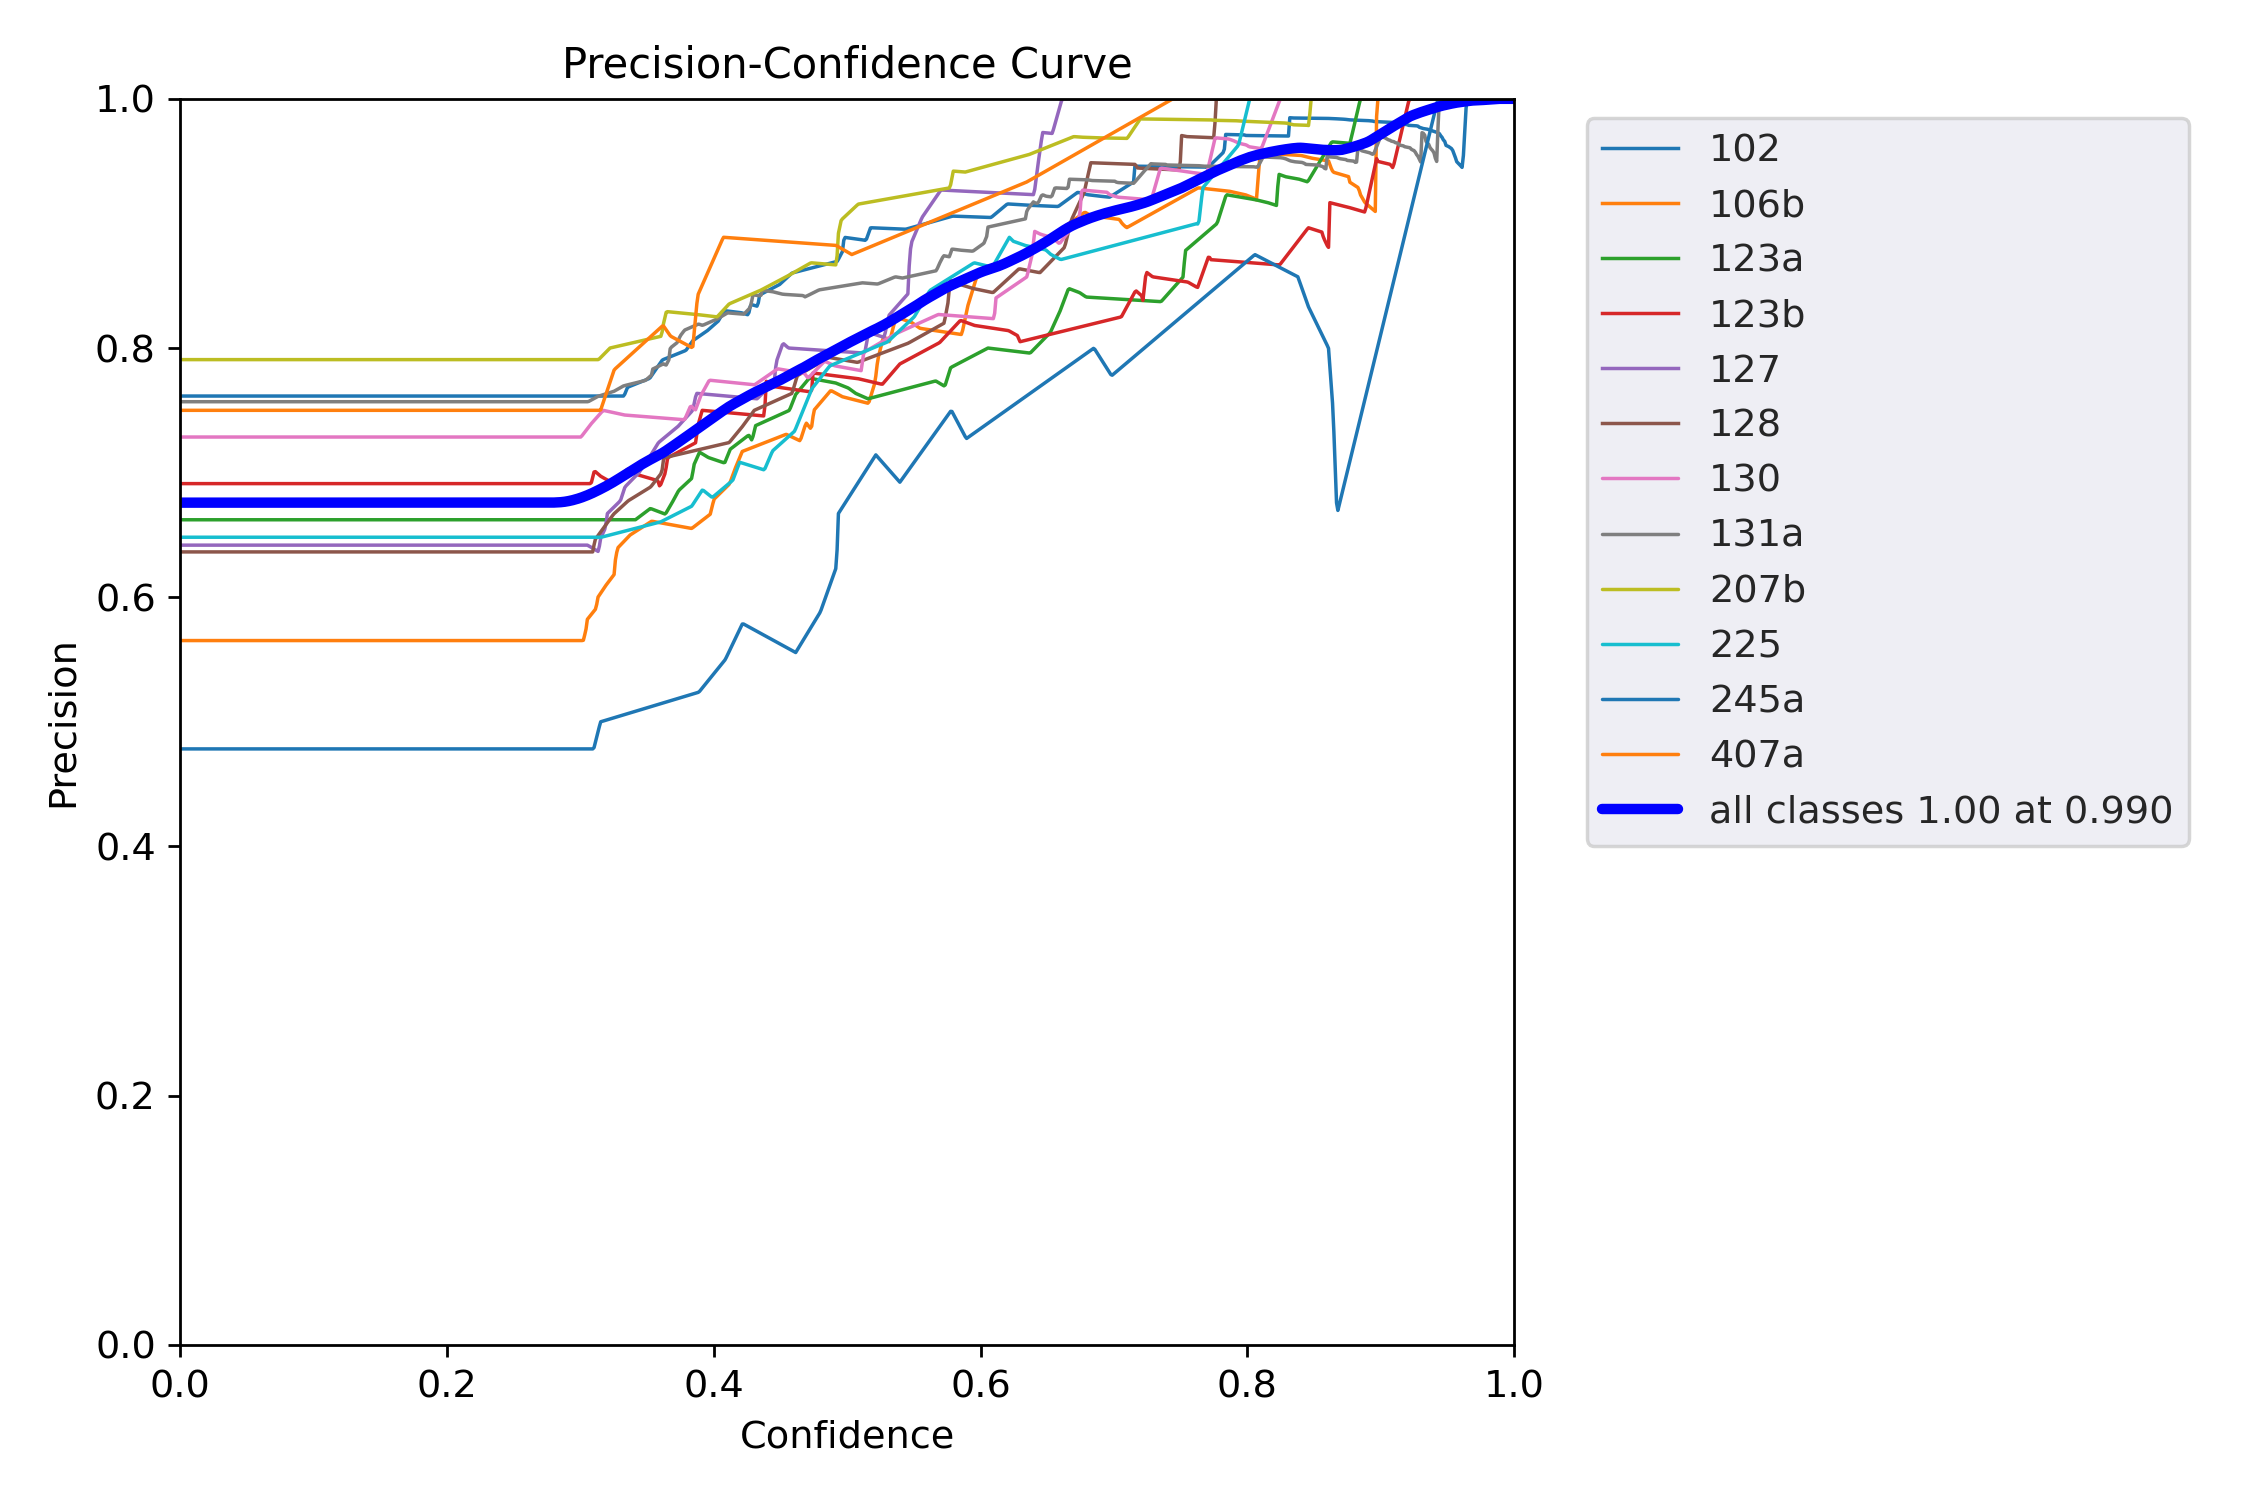 Precision-Confidence Curve
1.0
0.8
0.6
0.4
0.2
0.0
Precision
0.0 0.2 0.4 0.6 0.8 1.0
Confidence
102
106b
123a
123b
127
128
130
131a
207b
225
245a
407a
all classes 1.00 at 0.990